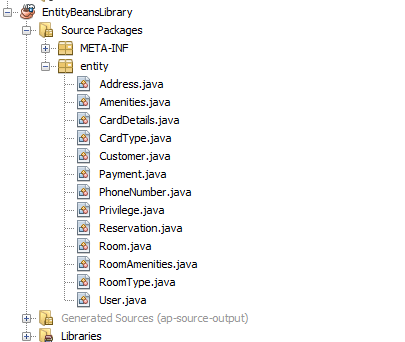 EntityBeansLibrary
Source Packages
META-INF
entity
Address.java
Amenities.java
CardDetails.java
CardType.java
Customer.java
Payment.java
PhoneNumber.java
Privilege.java
Reservation.java
Room.java
RoomAmenities.java
RoomType.java
User.java
Generated Sources (ap-source-output)
Libraries